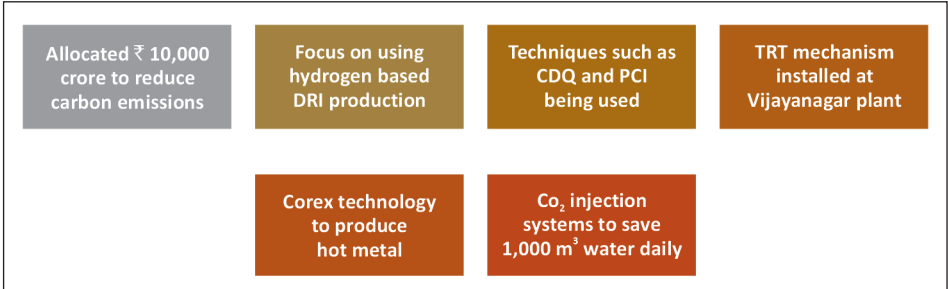 Allocated ₹ 10,000
crore to reduce
carbon emissions
Focus on using
hydrogen based
DRI production
Techniques such as
CDQ and PCI
being used
TRT mechanism
installed at
Vijayanagar plant
Corex technology
to produce
hot metal
Co₂ injection
systems to save
1,000 m³ water daily